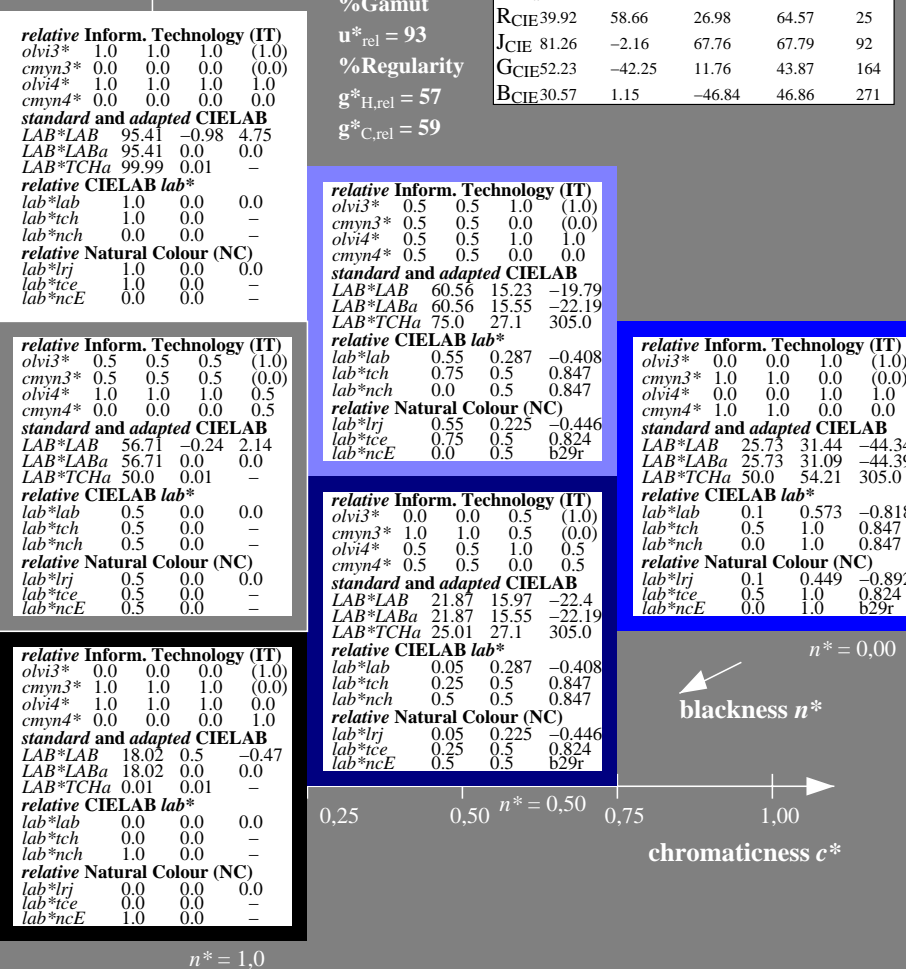 %Gamut
u*rel = 93
%Regularity
g*H,rel = 57
g*C,rel = 59
RCIE 39.92 58.66 26.98 64.57 25
JCIE 81.26 −2.16 67.76 67.79 92
GCIE 52.23 −42.25 11.76 43.87 164
BCIE 30.57 1.15 −46.84 46.86 271
relative Inform. Technology (IT)
olvi3* 1.0 1.0 1.0 (1.0)
cmyn3* 0.0 0.0 0.0 (0.0)
olvi4* 1.0 1.0 1.0 1.0
cmyn4* 0.0 0.0 0.0 0.0
standard and adapted CIELAB
LAB*LAB 95.41 −0.98 4.75
LAB*LABa 95.41 0.0 0.0
LAB*TCHa 99.99 0.01 –
relative CIELAB lab*
lab*lab 1.0 0.0 0.0
lab*tch 1.0 0.0 –
lab*nch 0.0 0.0 –
relative Natural Colour (NC)
lab*lrj 1.0 0.0 0.0
lab*tce 1.0 0.0 –
lab*ncE 0.0 0.0 –
relative Inform. Technology (IT)
olvi3* 0.5 0.5 1.0 (1.0)
cmyn3* 0.5 0.5 0.0 (0.0)
olvi4* 0.5 0.5 1.0 1.0
cmyn4* 0.5 0.5 0.0 0.0
standard and adapted CIELAB
LAB*LAB 60.56 15.23 −19.79
LAB*LABa 60.56 15.55 −22.19
LAB*TCHa 75.0 27.1 305.0
relative CIELAB lab*
lab*lab 0.55 0.287 −0.408
lab*tch 0.75 0.5 0.847
lab*nch 0.0 0.5 0.847
relative Natural Colour (NC)
lab*lrj 0.55 0.225 −0.446
lab*tce 0.75 0.5 0.824
lab*ncE 0.0 0.5 b29r
relative Inform. Technology (IT)
olvi3* 0.5 0.5 0.5 (1.0)
cmyn3* 0.5 0.5 0.5 (0.0)
olvi4* 1.0 1.0 1.0 0.5
cmyn4* 0.0 0.0 0.0 0.5
standard and adapted CIELAB
LAB*LAB 56.71 −0.24 2.14
LAB*LABa 56.71 0.0 0.0
LAB*TCHa 50.0 0.01 –
relative CIELAB lab*
lab*lab 0.5 0.0 0.0
lab*tch 0.5 0.0 –
lab*nch 0.5 0.0 –
relative Natural Colour (NC)
lab*lrj 0.5 0.0 0.0
lab*tce 0.5 0.0 –
lab*ncE 0.5 0.0 –
relative Inform. Technology (IT)
olvi3* 0.0 0.0 1.0 (1.0)
cmyn3* 1.0 1.0 0.0 (0.0)
olvi4* 0.0 0.0 1.0 1.0
cmyn4* 1.0 1.0 0.0 0.0
standard and adapted CIELAB
LAB*LAB 25.73 31.44 −44.34
LAB*LABa 25.73 31.09 −44.39
LAB*TCHa 50.0 54.21 305.0
relative CIELAB lab*
lab*lab 0.1 0.573 −0.818
lab*tch 0.5 1.0 0.847
lab*nch 0.0 1.0 0.847
relative Natural Colour (NC)
lab*lrj 0.1 0.449 −0.892
lab*tce 0.5 1.0 0.824
lab*ncE 0.0 1.0 b29r
n* = 0,00
relative Inform. Technology (IT)
olvi3* 0.0 0.0 0.5 (1.0)
cmyn3* 1.0 1.0 0.5 (0.0)
olvi4* 0.5 0.5 1.0 0.5
cmyn4* 0.5 0.5 0.0 0.5
standard and adapted CIELAB
LAB*LAB 21.87 15.97 −22.4
LAB*LABa 21.87 15.55 −22.19
LAB*TCHa 25.01 27.1 305.0
relative CIELAB lab*
lab*lab 0.05 0.287 −0.408
lab*tch 0.25 0.5 0.847
lab*nch 0.5 0.5 0.847
relative Natural Colour (NC)
lab*lrj 0.05 0.225 −0.446
lab*tce 0.25 0.5 0.824
lab*ncE 0.5 0.5 b29r
blackness n*
relative Inform. Technology (IT)
olvi3* 0.0 0.0 0.0 (1.0)
cmyn3* 1.0 1.0 1.0 (0.0)
olvi4* 1.0 1.0 1.0 0.0
cmyn4* 0.0 0.0 0.0 1.0
standard and adapted CIELAB
LAB*LAB 18.02 0.5 −0.47
LAB*LABa 18.02 0.0 0.0
LAB*TCHa 0.01 0.01 –
relative CIELAB lab*
lab*lab 0.0 0.0 0.0
lab*tch 0.0 0.0 –
lab*nch 1.0 0.0 –
relative Natural Colour (NC)
lab*lrj 0.0 0.0 0.0
lab*tce 0.0 0.0 –
lab*ncE 1.0 0.0 –
n* = 0,50
0,25 0,50 0,75 1,00
chromaticness c*
n* = 1,0